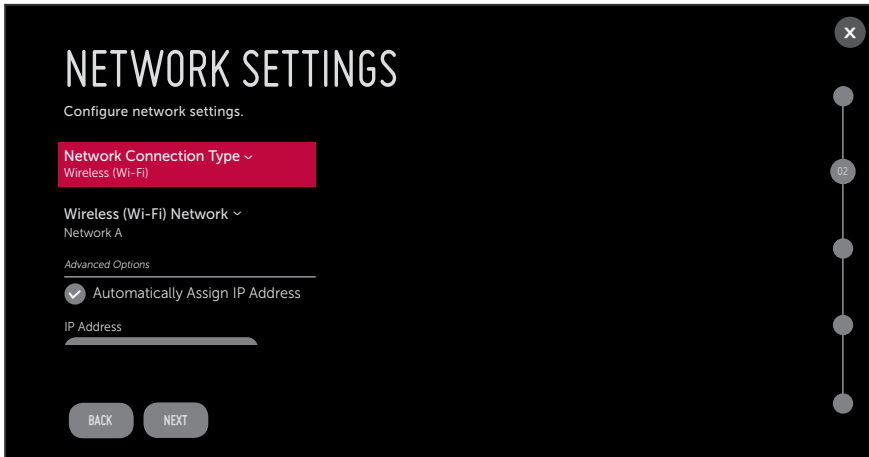 NETWORK SETTINGS
Configure network settings.
Network Connection Type
Wireless (Wi-Fi)
Wireless (Wi-Fi) Network
Network A
Advanced Options
Automatically Assign IP Address
IP Address
BACK
NEXT
X
02